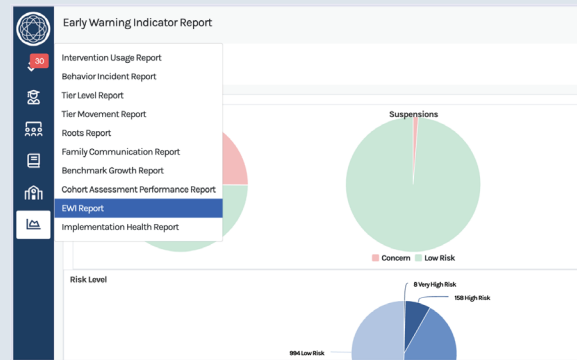 Early Warning Indicator Report
30
Intervention Usage Report
Behavior Incident Report
Tier Level Report
Tier Movement Report
Roots Report
Family Communication Report
Benchmark Growth Report
Cohort Assessment Performance Report
EWI Report
Implementation Health Report
Suspensions
Concern Low Risk
Risk Level
8 Very High Risk
158 High Risk
994 Low Risk